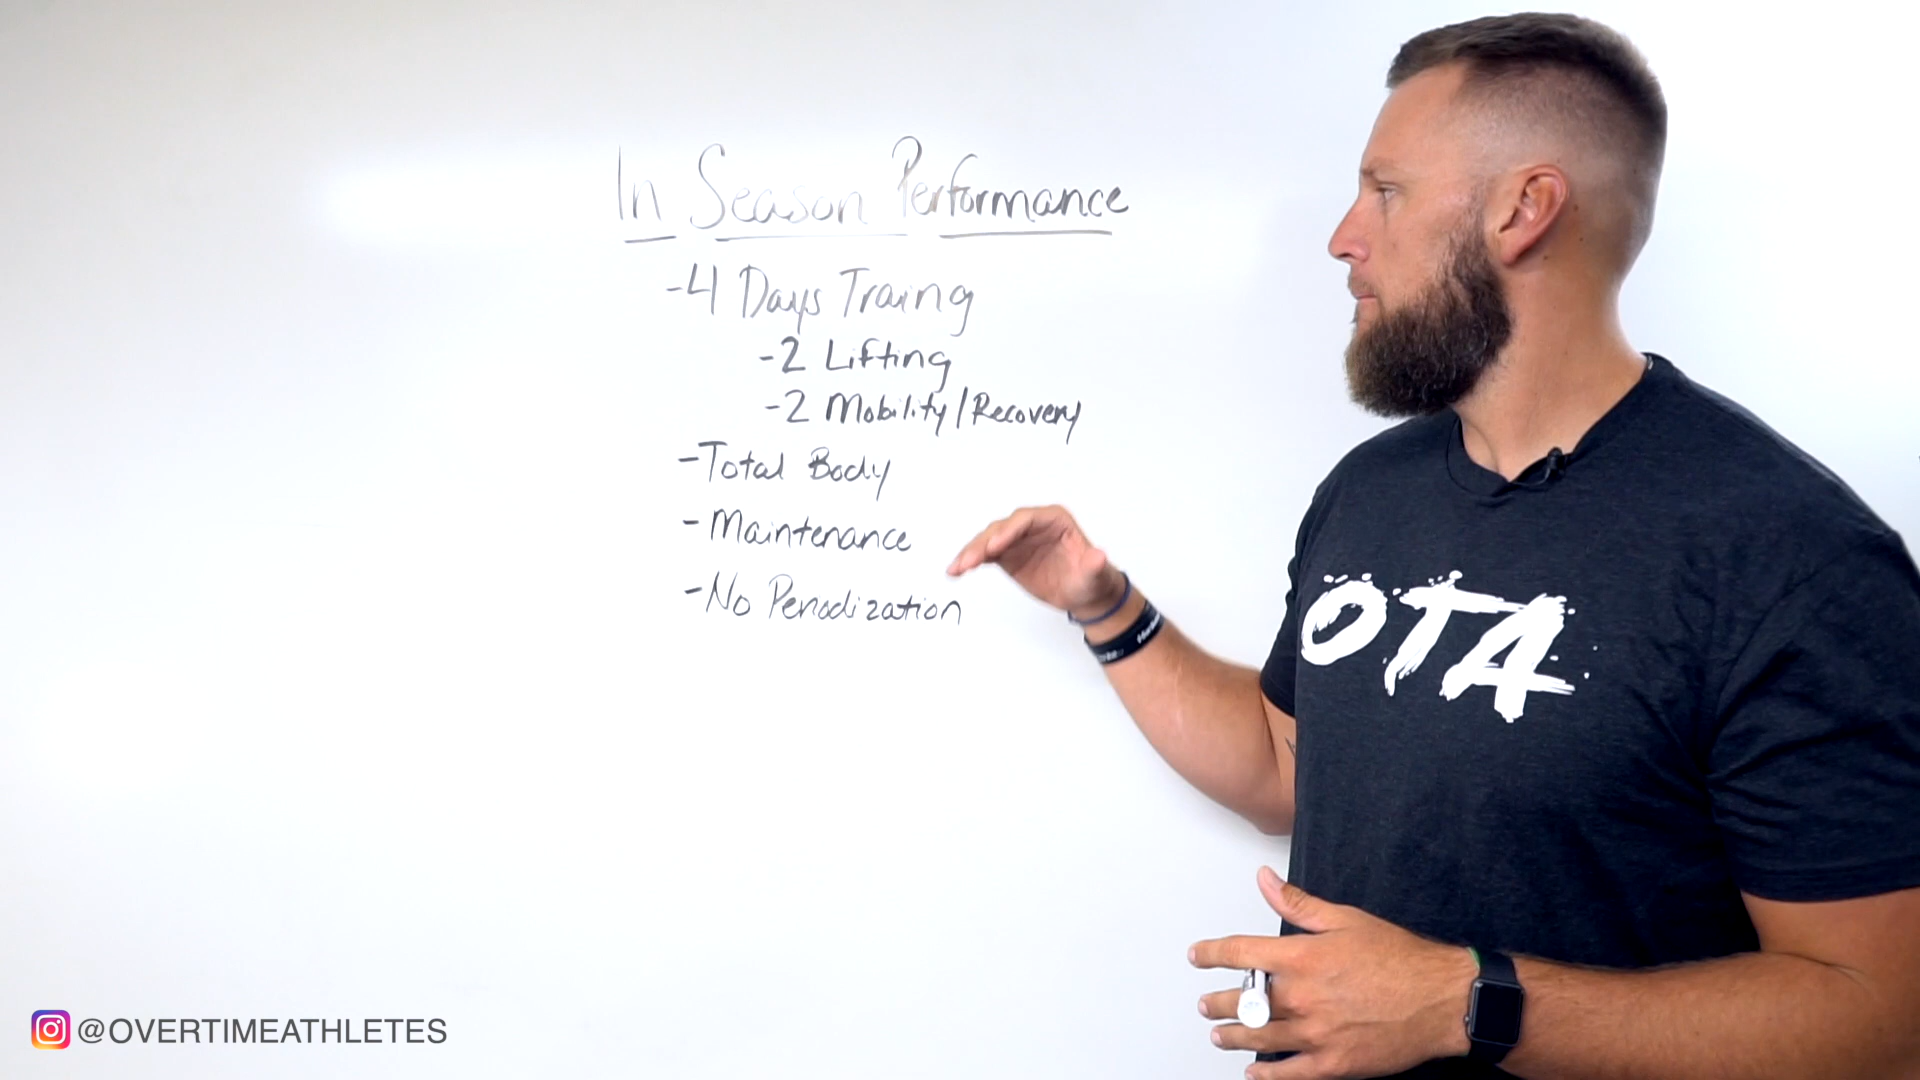 In Season Performance
-4 Days Traing
-2 Lifting
-2 Mobility/Recovery
-Total Body
-Maintenance
-No Periodization
OTA
@OVERTIMEATHLETES